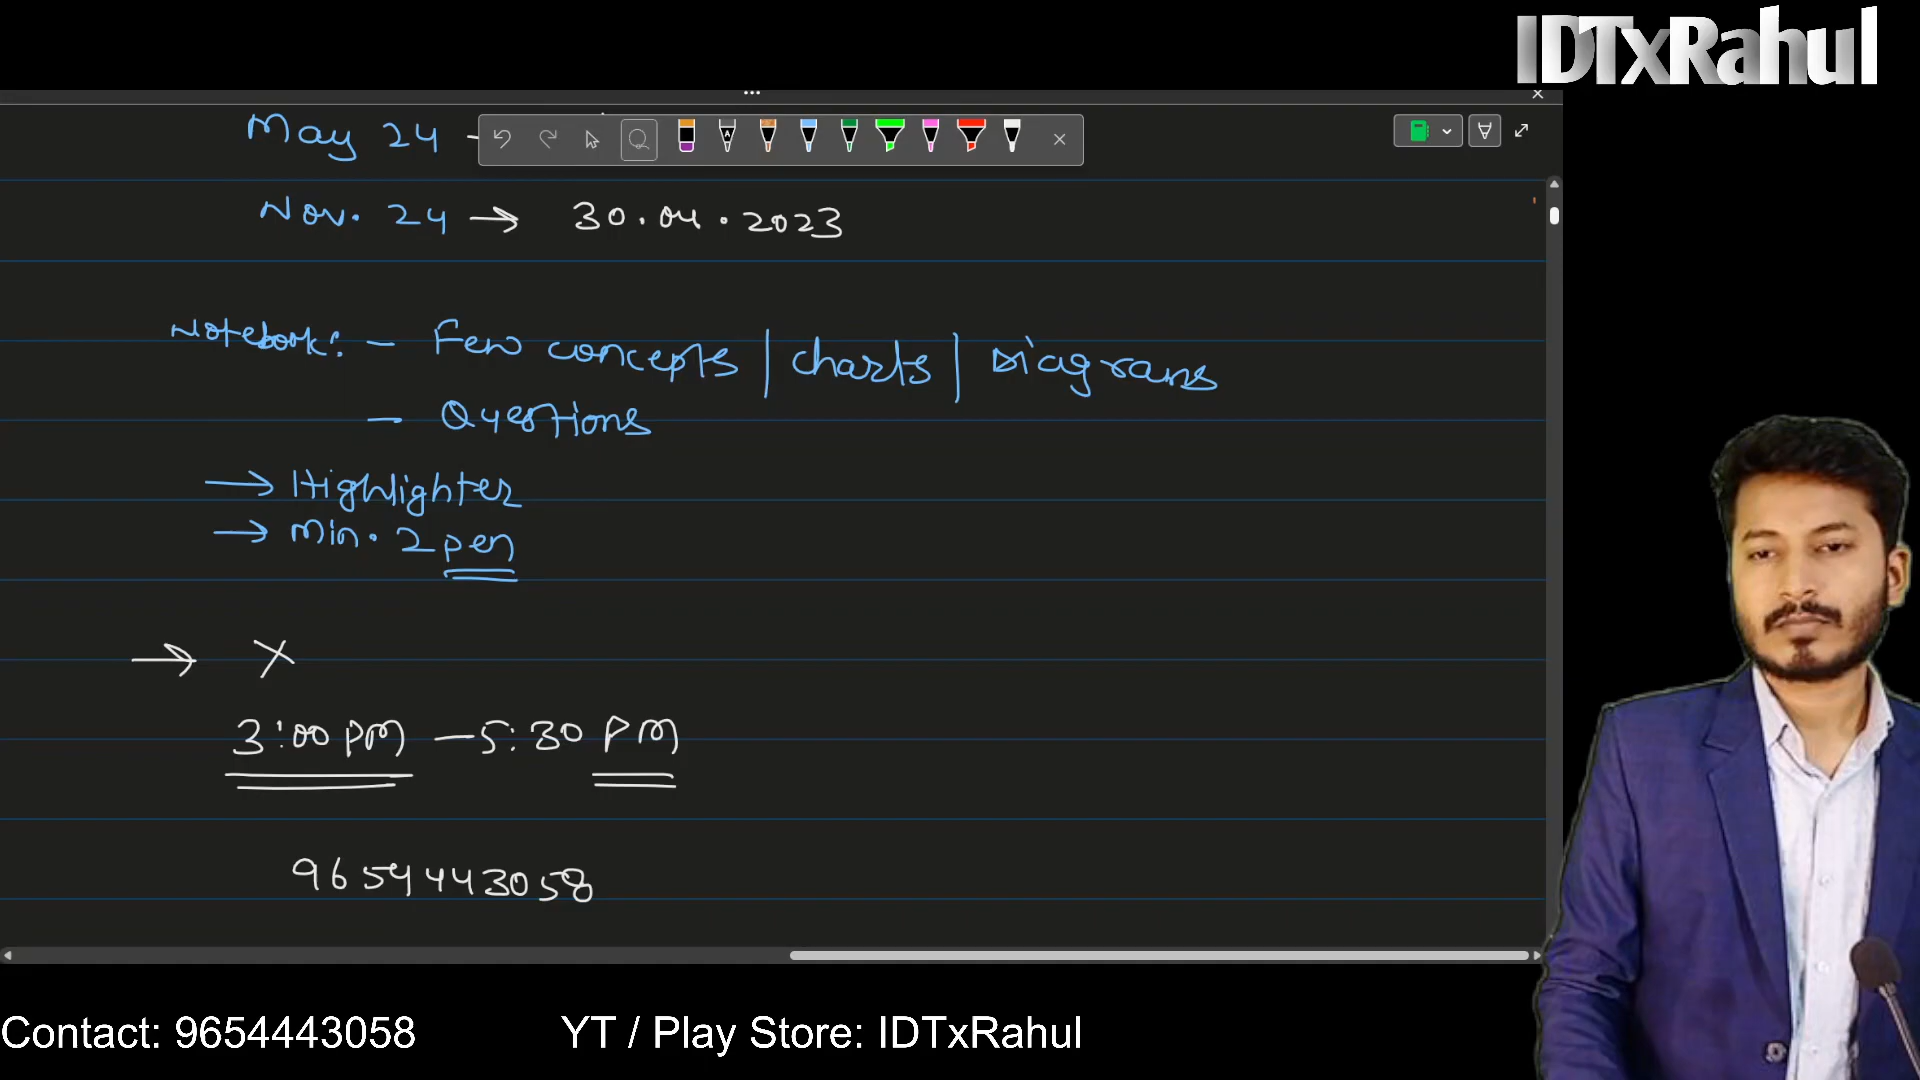 IDTxRahul
May 24 -
Nov. 24 → 30.04.2023
Notebook: - Few concepts | charts | Diagrams
- Questions
→ Highlighter
→ Min. 2 pen
→ X
3:00 PM - 5:30 PM
9654443058
Contact: 9654443058 YT / Play Store: IDTxRahul